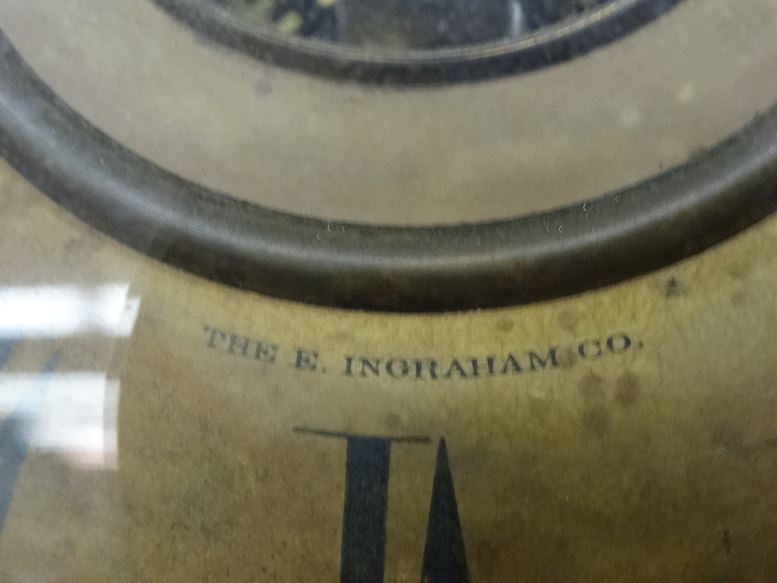 THE E. INGRAHAM CO.